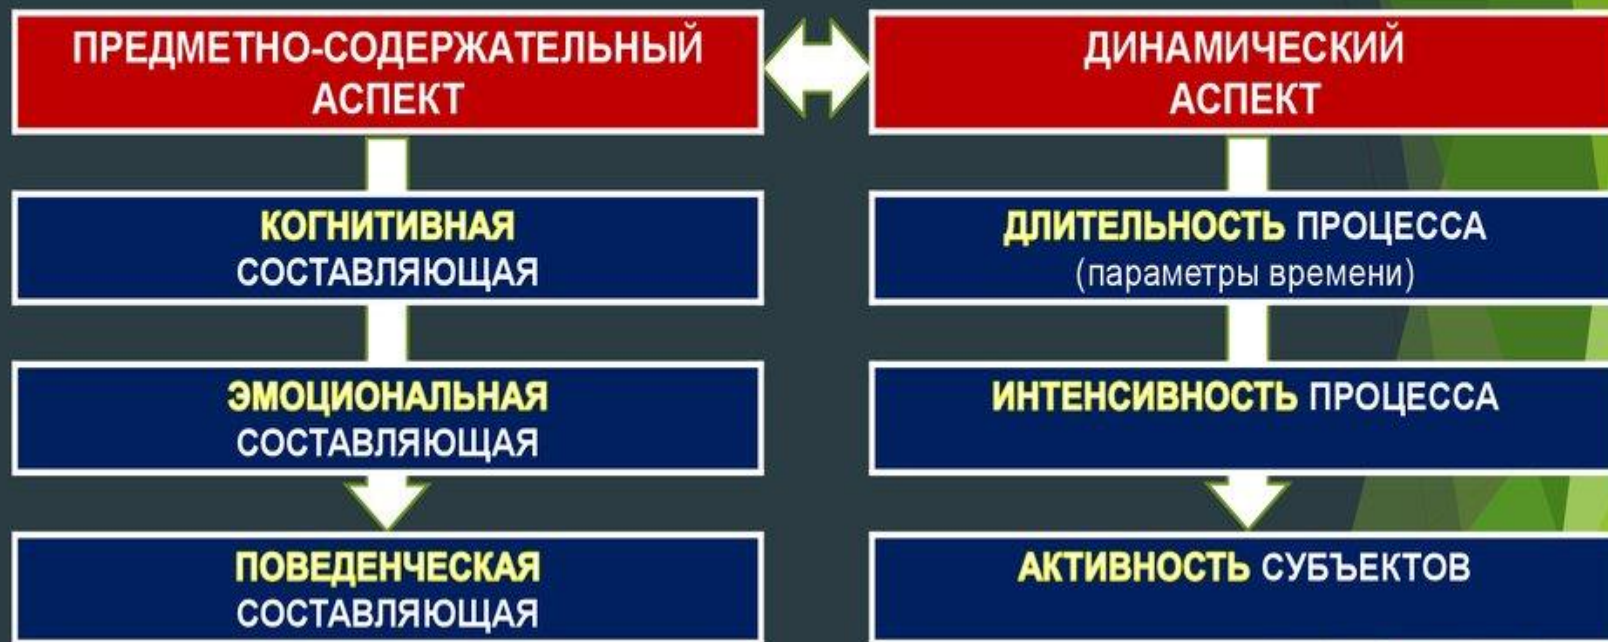 ПРЕДМЕТНО-СОДЕРЖАТЕЛЬНЫЙ
АСПЕКТ
КОГНИТИВНАЯ
СОСТАВЛЯЮЩАЯ
ЭМОЦИОНАЛЬНАЯ
СОСТАВЛЯЮЩАЯ
ПОВЕДЕНЧЕСКАЯ
СОСТАВЛЯЮЩАЯ
ДИНАМИЧЕСКИЙ
АСПЕКТ
ДЛИТЕЛЬНОСТЬ ПРОЦЕССА
(параметры времени)
ИНТЕНСИВНОСТЬ ПРОЦЕССА
АКТИВНОСТЬ СУБЪЕКТОВ